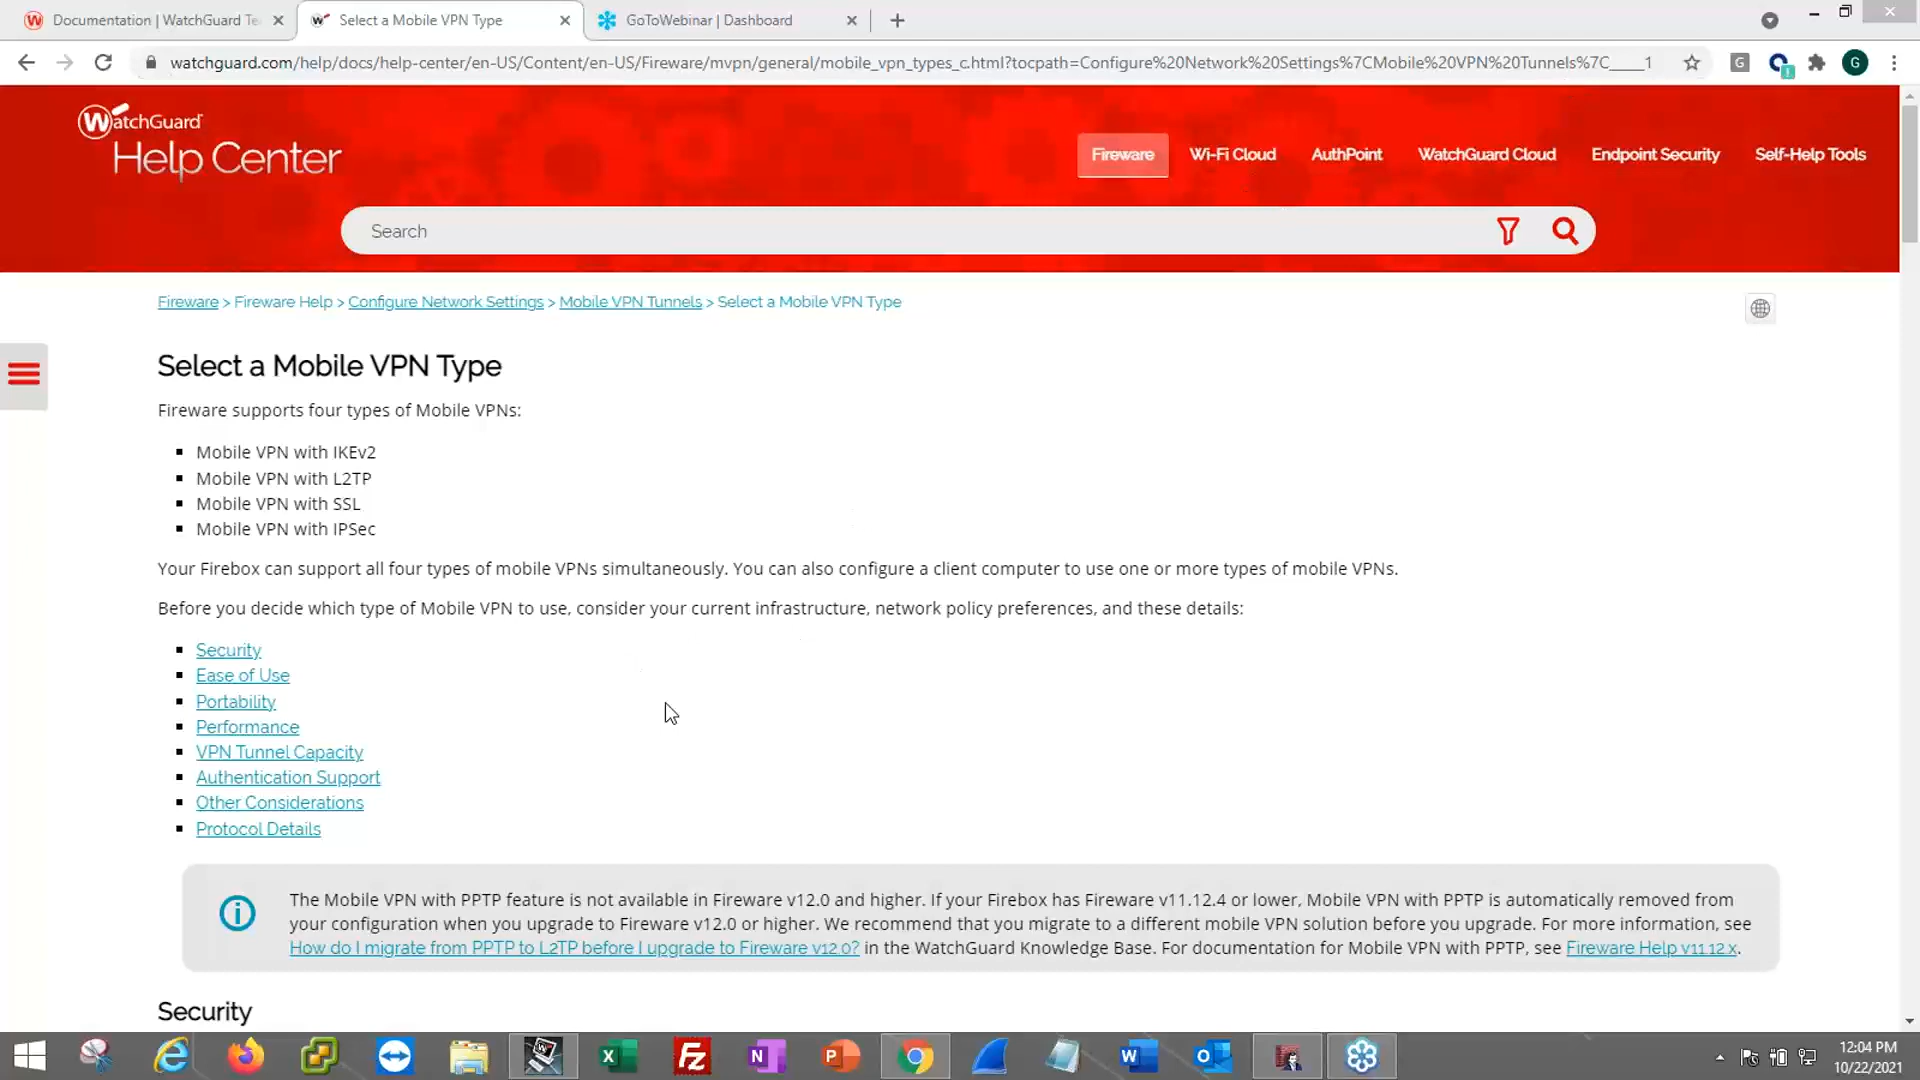 Documentation | WatchGuard Te
Select a Mobile VPN Type
GoToWebinar | Dashboard
watchguard.com/help/docs/help-center/en-US/Content/en-US/Fireware/mvpn/general/mobile_vpn_types_c.html?tocpath=Configure%20Network%20Settings%7CMobile%20VPN%20Tunnels%7C_____1
G
WatchGuard
Help Center
Fireware
Wi-Fi Cloud
AuthPoint
WatchGuard Cloud
Endpoint Security
Self-Help Tools
Search
Fireware > Fireware Help > Configure Network Settings > Mobile VPN Tunnels > Select a Mobile VPN Type
Select a Mobile VPN Type
Fireware supports four types of Mobile VPNs:
▪ Mobile VPN with IKEv2
▪ Mobile VPN with L2TP
▪ Mobile VPN with SSL
▪ Mobile VPN with IPSec
Your Firebox can support all four types of mobile VPNs simultaneously. You can also configure a client computer to use one or more types of mobile VPNs.
Before you decide which type of Mobile VPN to use, consider your current infrastructure, network policy preferences, and these details:
▪ Security
▪ Ease of Use
▪ Portability
▪ Performance
▪ VPN Tunnel Capacity
▪ Authentication Support
▪ Other Considerations
▪ Protocol Details
The Mobile VPN with PPTP feature is not available in Fireware v12.0 and higher. If your Firebox has Fireware v11.12.4 or lower, Mobile VPN with PPTP is automatically removed from
your configuration when you upgrade to Fireware v12.0 or higher. We recommend that you migrate to a different mobile VPN solution before you upgrade. For more information, see
How do I migrate from PPTP to L2TP before I upgrade to Fireware v12.0? in the WatchGuard Knowledge Base. For documentation for Mobile VPN with PPTP, see Fireware Help v11.12.x.
Security
12:04 PM
10/22/2021